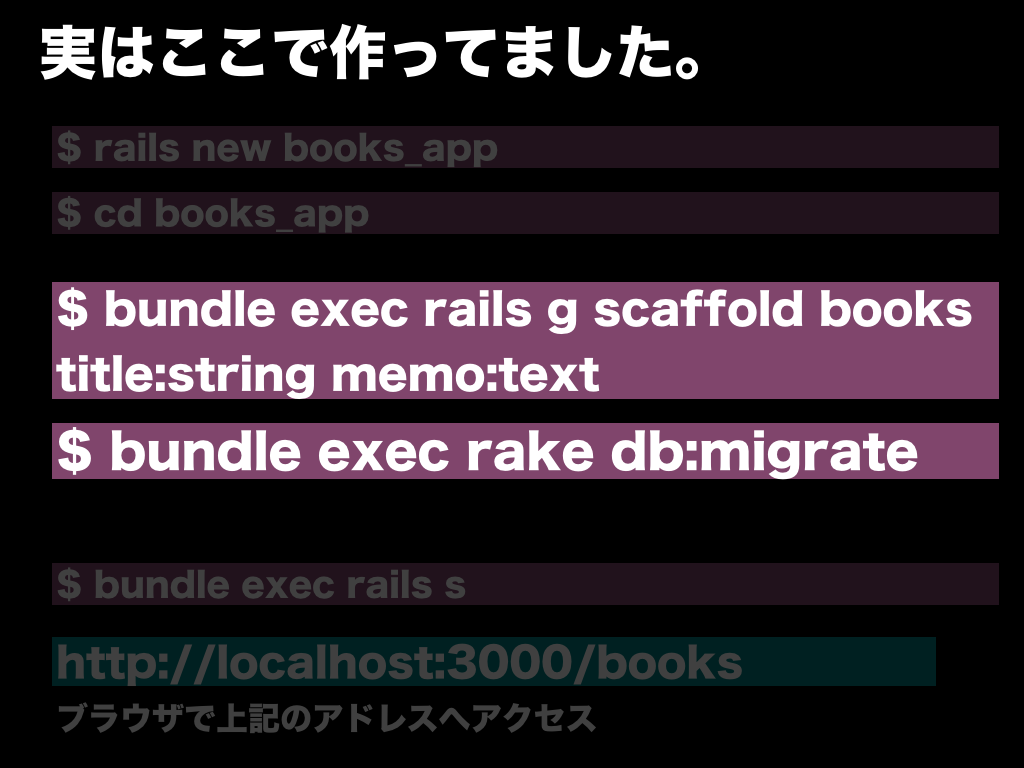 実はここで作ってました。
$ rails new books_app
$ cd books_app
$ bundle exec rails g scaffold books
title:string memo:text
$ bundle exec rake db:migrate
$ bundle exec rails s
http://localhost:3000/books
ブラウザで上記のアドレスへアクセス